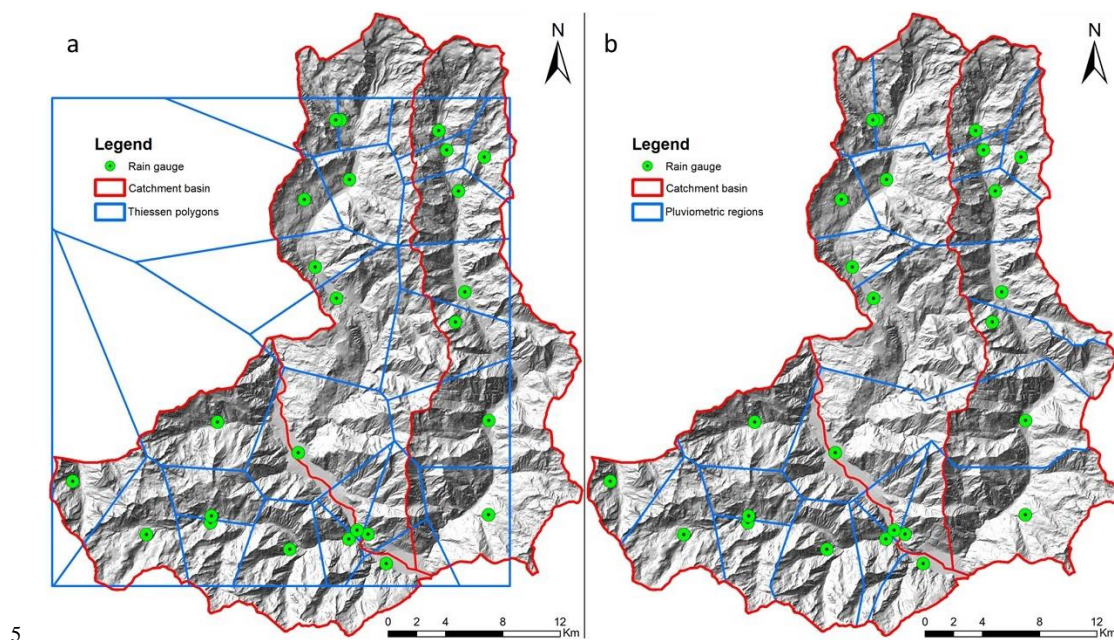 a
N
Legend
Rain gauge
Catchment basin
Thiessen polygons
0 2 4 8 12
Km
b
N
Legend
Rain gauge
Catchment basin
Pluviometric regions
0 2 4 8 12
Km
5